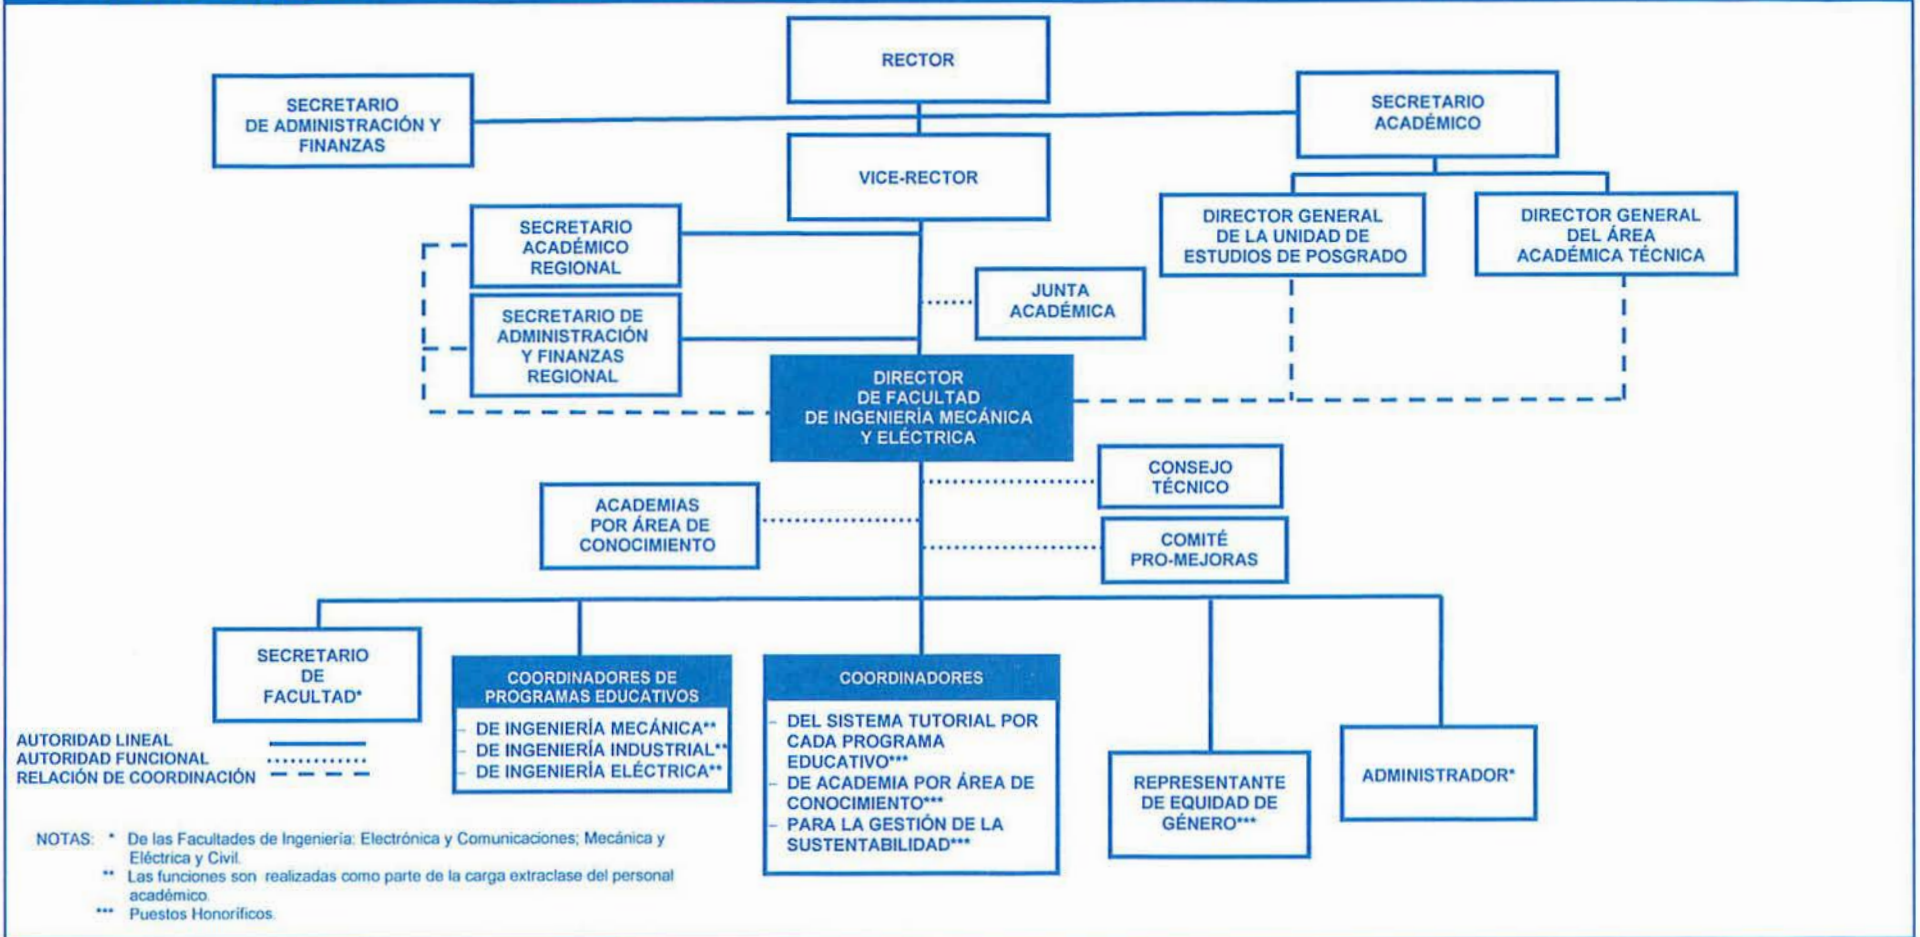 RECTOR
SECRETARIO
DE ADMINISTRACIÓN Y
FINANZAS
SECRETARIO
ACADÉMICO
VICE-RECTOR
SECRETARIO
ACADÉMICO
REGIONAL
DIRECTOR GENERAL
DE LA UNIDAD DE
ESTUDIOS DE POSGRADO
DIRECTOR GENERAL
DEL ÁREA
ACADÉMICA TÉCNICA
JUNTA
ACADÉMICA
SECRETARIO DE
ADMINISTRACIÓN
Y FINANZAS
REGIONAL
DIRECTOR
DE FACULTAD
DE INGENIERÍA MECÁNICA
Y ELÉCTRICA
CONSEJO
TÉCNICO
ACADEMIAS
POR ÁREA DE
CONOCIMIENTO
COMITÉ
PRO-MEJORAS
SECRETARIO
DE
FACULTAD*
COORDINADORES DE
PROGRAMAS EDUCATIVOS
– DE INGENIERÍA MECÁNICA**
– DE INGENIERÍA INDUSTRIAL**
– DE INGENIERÍA ELÉCTRICA**
COORDINADORES
– DEL SISTEMA TUTORIAL POR
CADA PROGRAMA
EDUCATIVO***
– DE ACADEMIA POR ÁREA DE
CONOCIMIENTO***
– PARA LA GESTIÓN DE LA
SUSTENTABILIDAD***
REPRESENTANTE
DE EQUIDAD DE
GÉNERO***
ADMINISTRADOR*
AUTORIDAD LINEAL
AUTORIDAD FUNCIONAL
RELACIÓN DE COORDINACIÓN
NOTAS: * De las Facultades de Ingeniería: Electrónica y Comunicaciones; Mecánica y
Eléctrica y Civil.
** Las funciones son realizadas como parte de la carga extraclase del personal
académico.
*** Puestos Honoríficos.